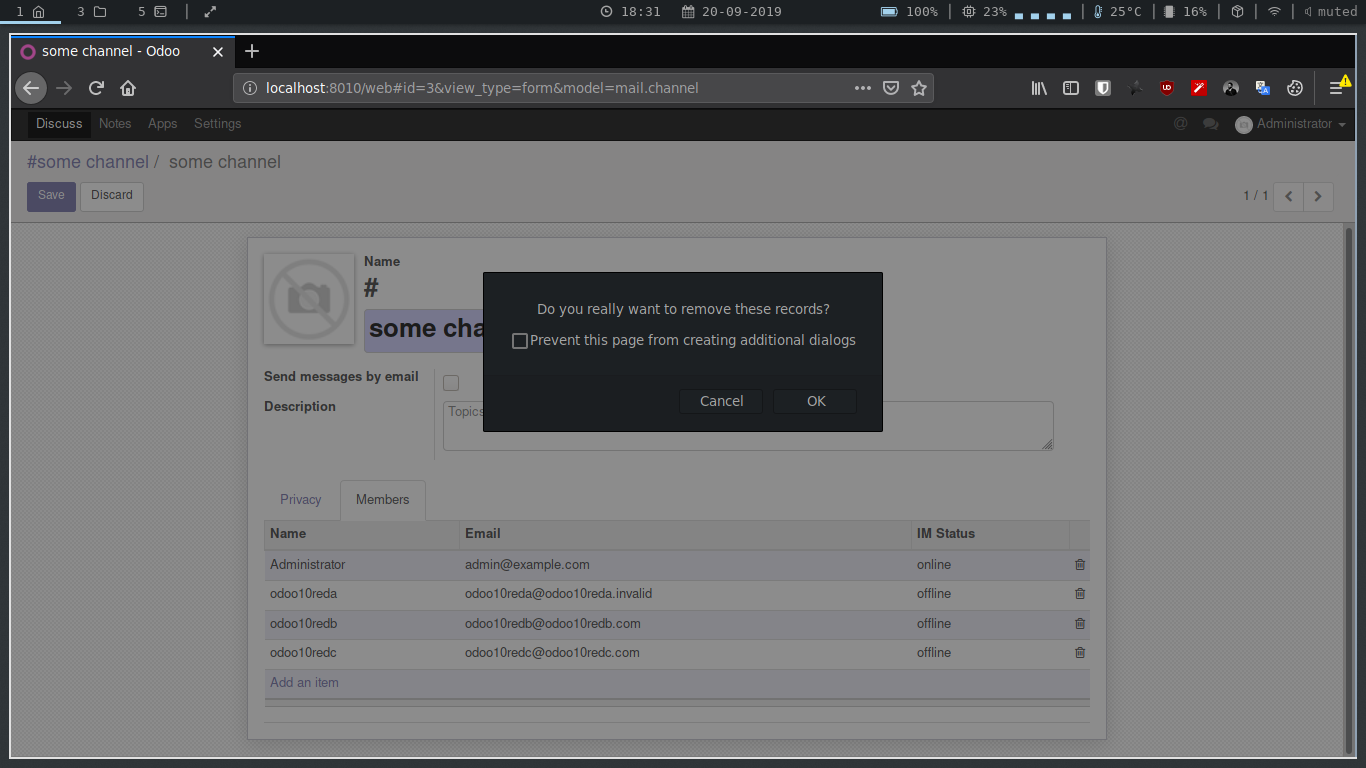 1 3 5 18:31 20-09-2019 100% 23% 25°C 16% muted
some channel - Odoo
localhost:8010/web#id=3&view_type=form&model=mail.channel
Discuss Notes Apps Settings @ Administrator
#some channel / some channel
Save Discard 1 / 1
Name
#
some cha
Do you really want to remove these records?
Prevent this page from creating additional dialogs
Cancel OK
Send messages by email
Description Topics
Privacy Members
Name Email IM Status
Administrator admin@example.com online
odoo10reda odoo10reda@odoo10reda.invalid offline
odoo10redb odoo10redb@odoo10redb.com offline
odoo10redc odoo10redc@odoo10redc.com offline
Add an item